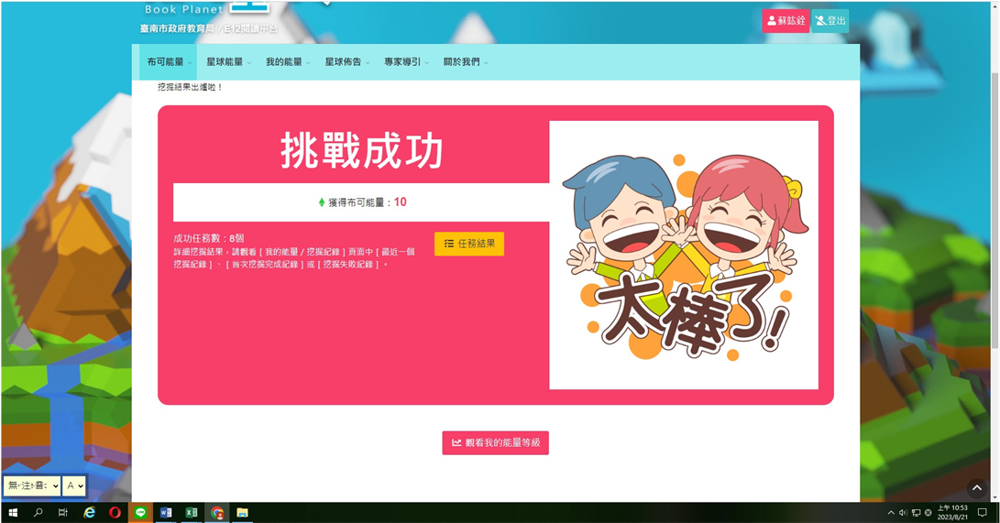 Book Planet
臺南市政府教育局 / E12閱讀平台
蘇竑銓
登出
布可能量
星球能量
我的能量
星球佈告
專家導引
關於我們
挖掘結果出爐啦！
挑戰成功
獲得布可能量：10
成功任務數：8個
任務結果
詳細挖掘結果，請觀看 [ 我的能量 / 挖掘紀錄 ] 頁面中 [ 最近一個
挖掘紀錄 ] 、 [ 首次挖掘完成紀錄 ] 或 [ 挖掘失敗紀錄 ] 。
太棒了!
觀看我的能量等級
A
上午 10:53
2023/8/21